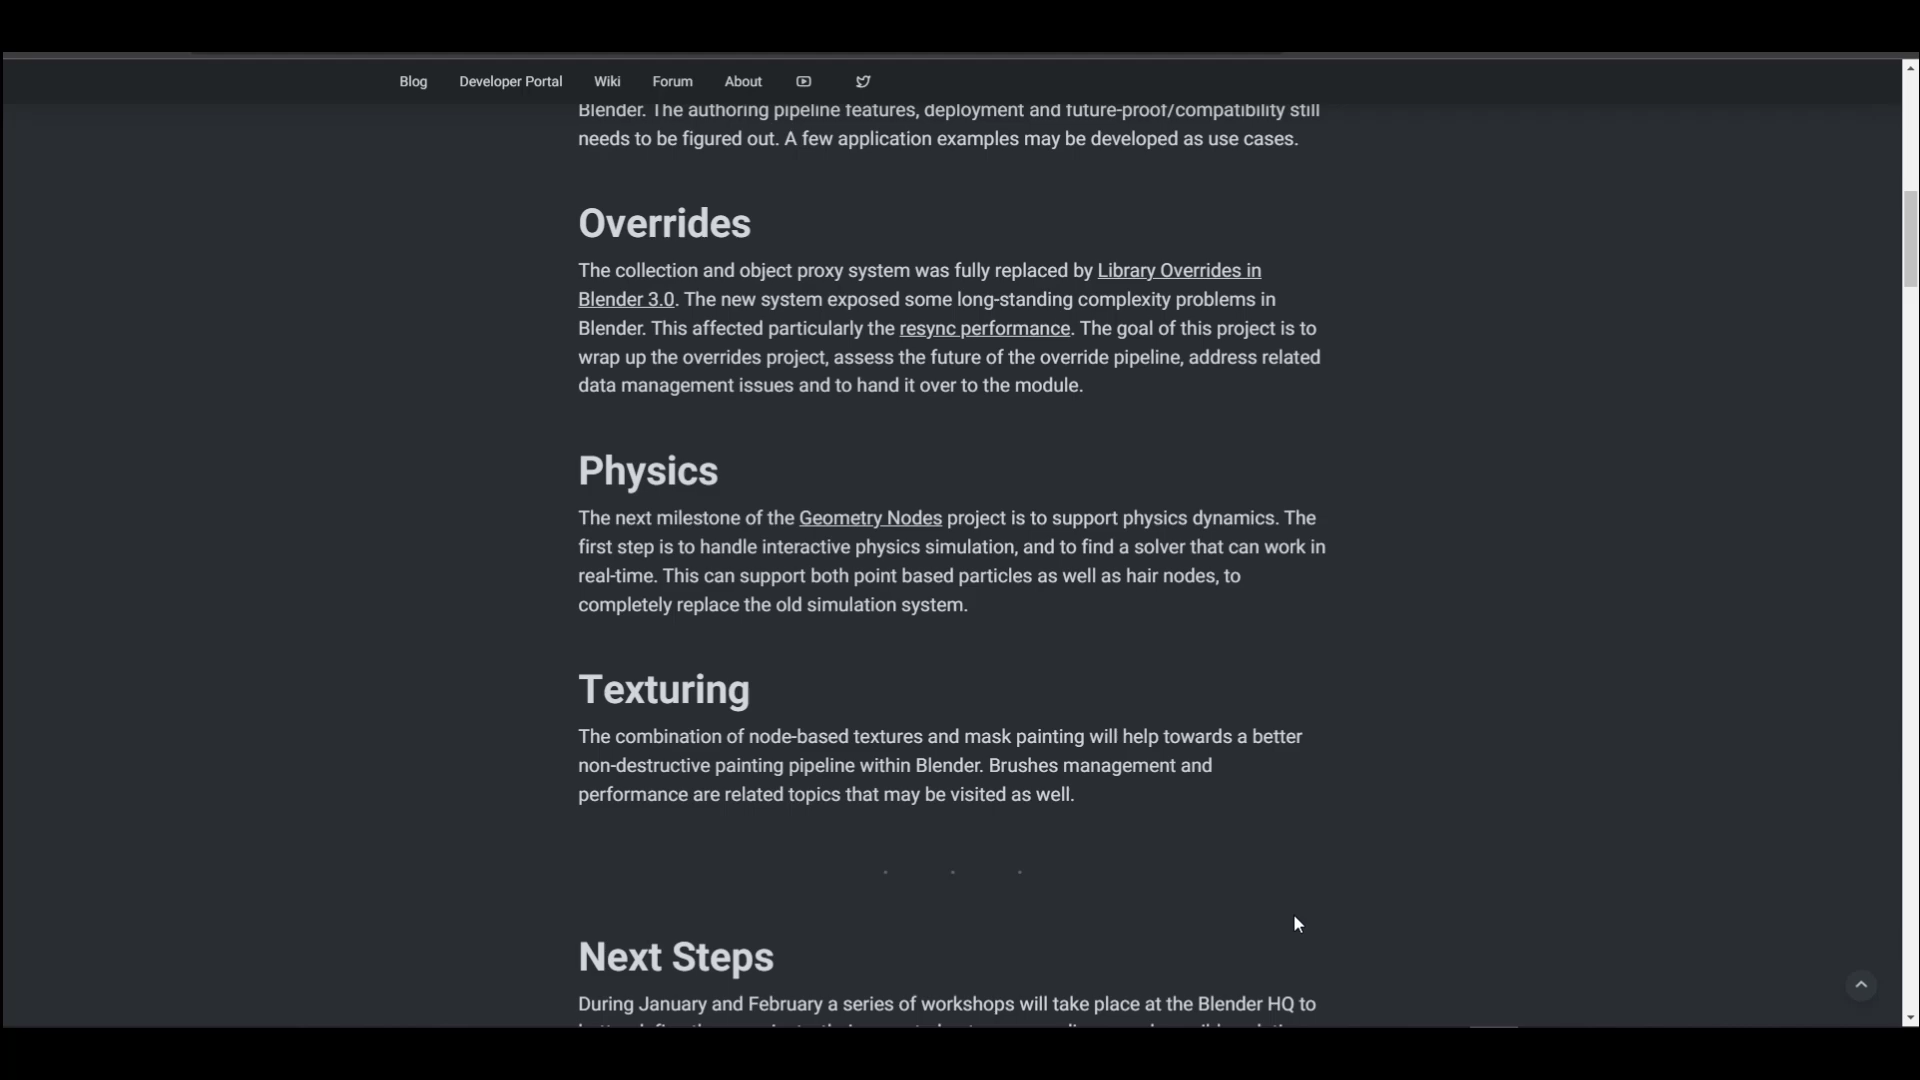 Blog Developer Portal Wiki Forum About
Blender. The authoring pipeline features, deployment and future-proof/compatibility still
needs to be figured out. A few application examples may be developed as use cases.
Overrides
The collection and object proxy system was fully replaced by Library Overrides in
Blender 3.0. The new system exposed some long-standing complexity problems in
Blender. This affected particularly the resync performance. The goal of this project is to
wrap up the overrides project, assess the future of the override pipeline, address related
data management issues and to hand it over to the module.
Physics
The next milestone of the Geometry Nodes project is to support physics dynamics. The
first step is to handle interactive physics simulation, and to find a solver that can work in
real-time. This can support both point based particles as well as hair nodes, to
completely replace the old simulation system.
Texturing
The combination of node-based textures and mask painting will help towards a better
non-destructive painting pipeline within Blender. Brushes management and
performance are related topics that may be visited as well.
. . .
Next Steps
During January and February a series of workshops will take place at the Blender HQ to